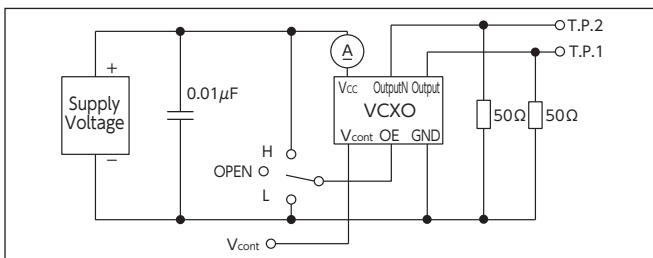 T.P.2
T.P.1
+
A
Supply
Voltage
0.01μF
Vcc OutputN Output
VCXO
Vcont OE GND
50Ω 50Ω
−
H
OPEN
L
Vcont